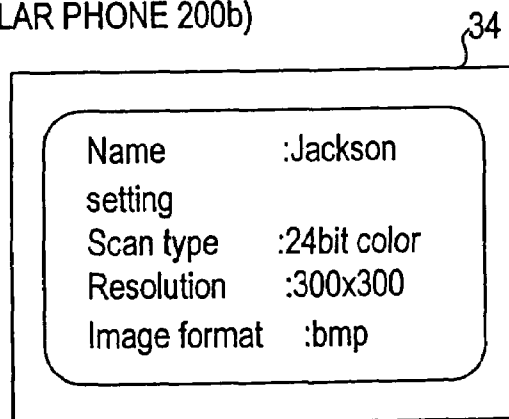 LAR PHONE 200b)
34
Name :Jackson
setting
Scan type :24bit color
Resolution :300x300
Image format :bmp